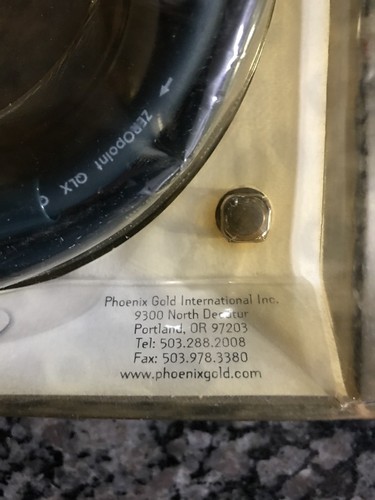 ZEROpoint QLX
Phoenix Gold International Inc.
9300 North Decatur
Portland, OR 97203
Tel: 503.288.2008
Fax: 503.978.3380
www.phoenixgold.com